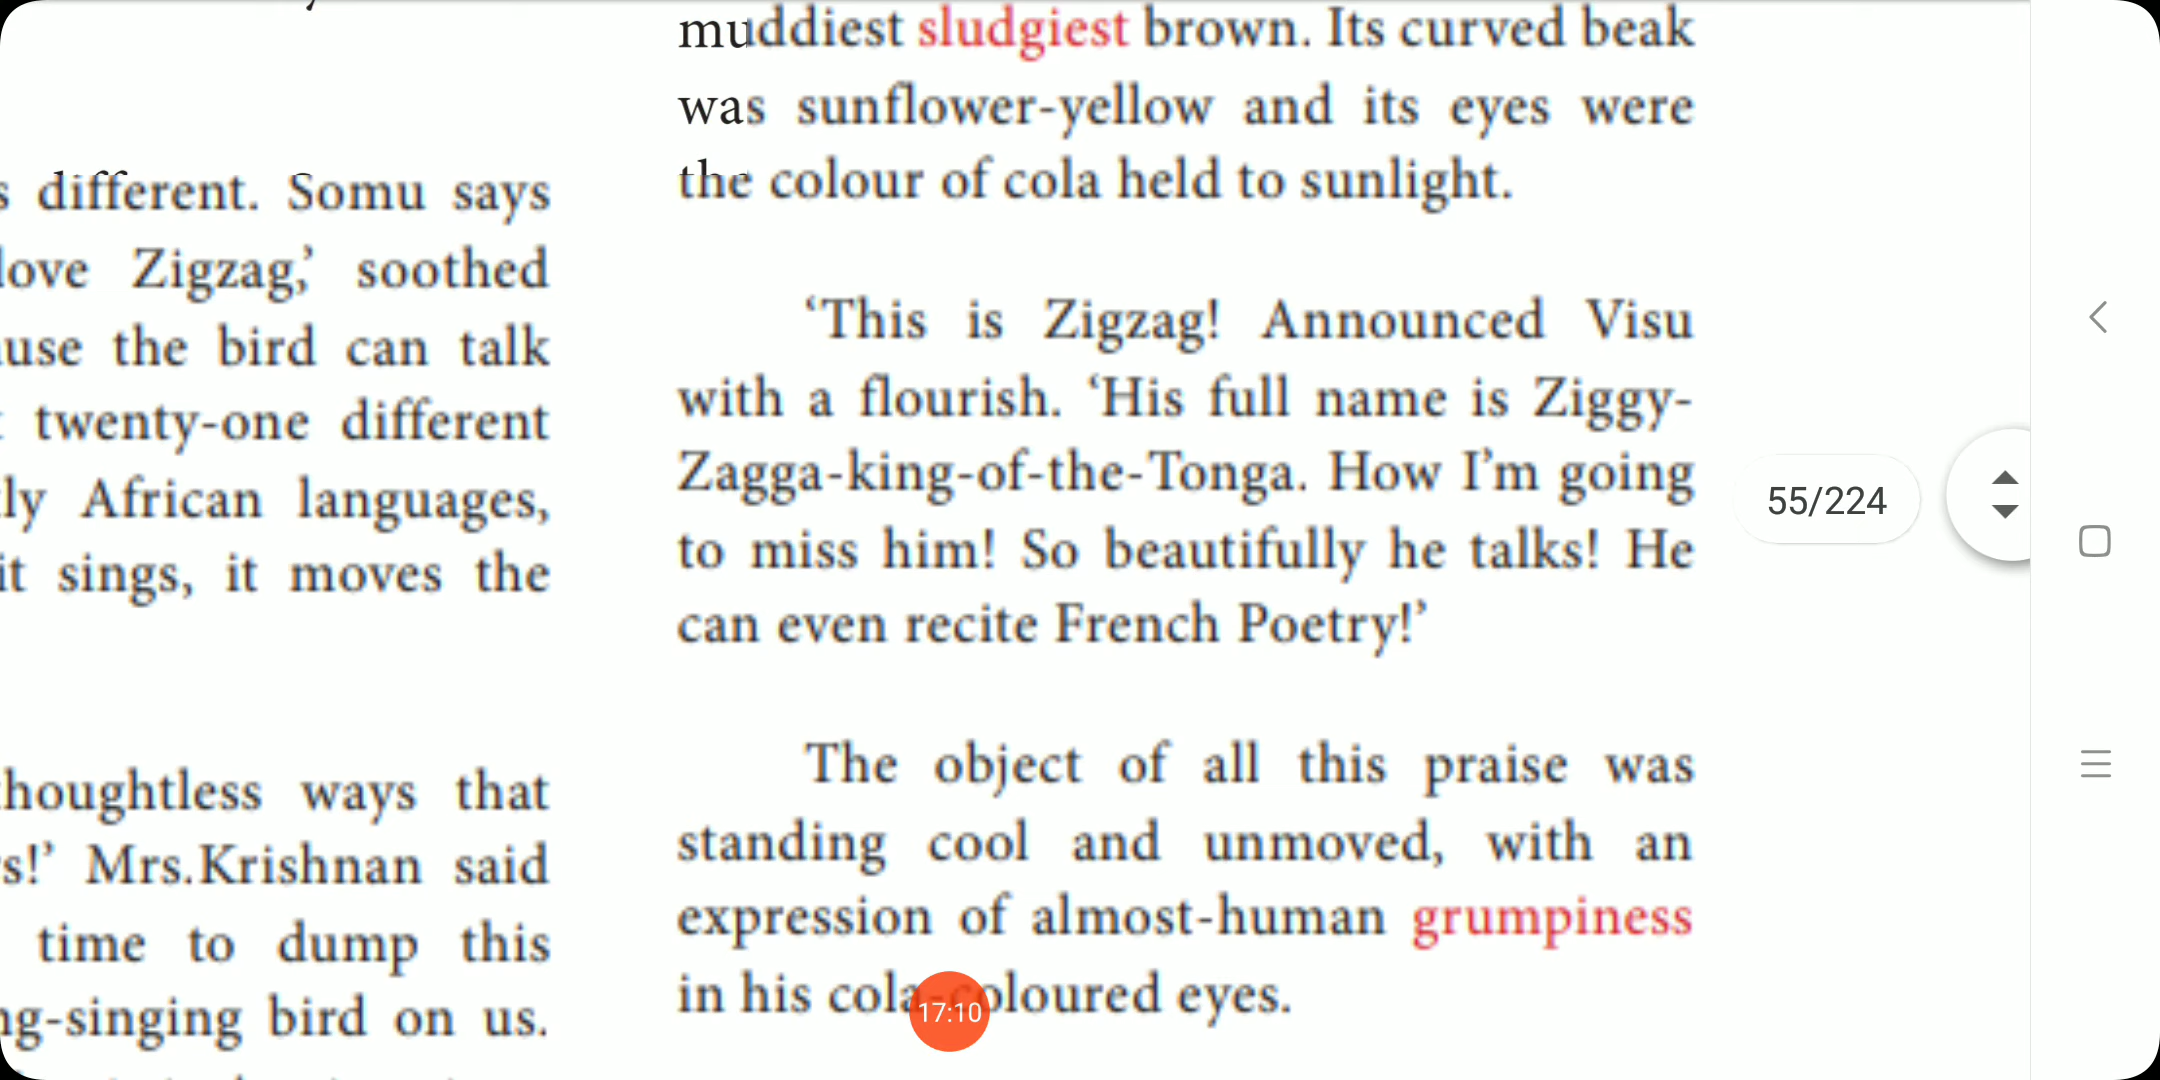 different. Somu says
love Zigzag,’ soothed
the bird can talk
twenty-one different
African languages,
it sings, it moves the
ways that
Mrs.Krishnan said
time to dump this
bird on us.
muddiest sludgiest brown. Its curved beak
was sunflower-yellow and its eyes were
the colour of cola held to sunlight.
‘This is Zigzag! Announced Visu
with a flourish. ‘His full name is Ziggy-
Zagga-king-of-the-Tonga. How I’m going
to miss him! So beautifully he talks! He
can even recite French Poetry!’
The object of all this praise was
standing cool and unmoved, with an
expression of almost-human grumpiness
in his cola-coloured eyes.
55/224
17:10